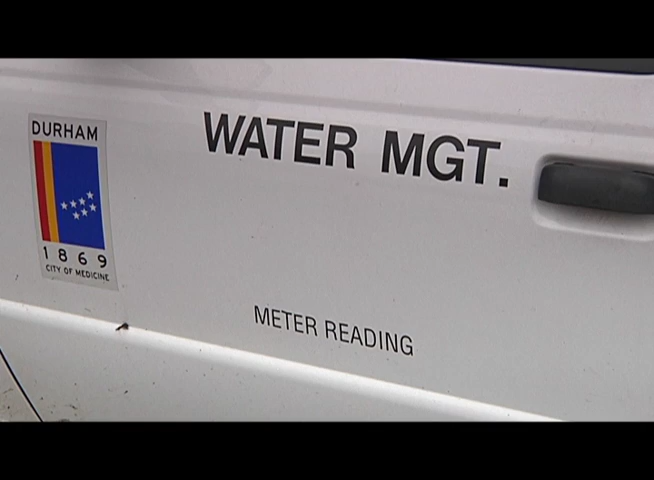 DURHAM
1869
CITY OF MEDICINE
WATER MGT.
METER READING